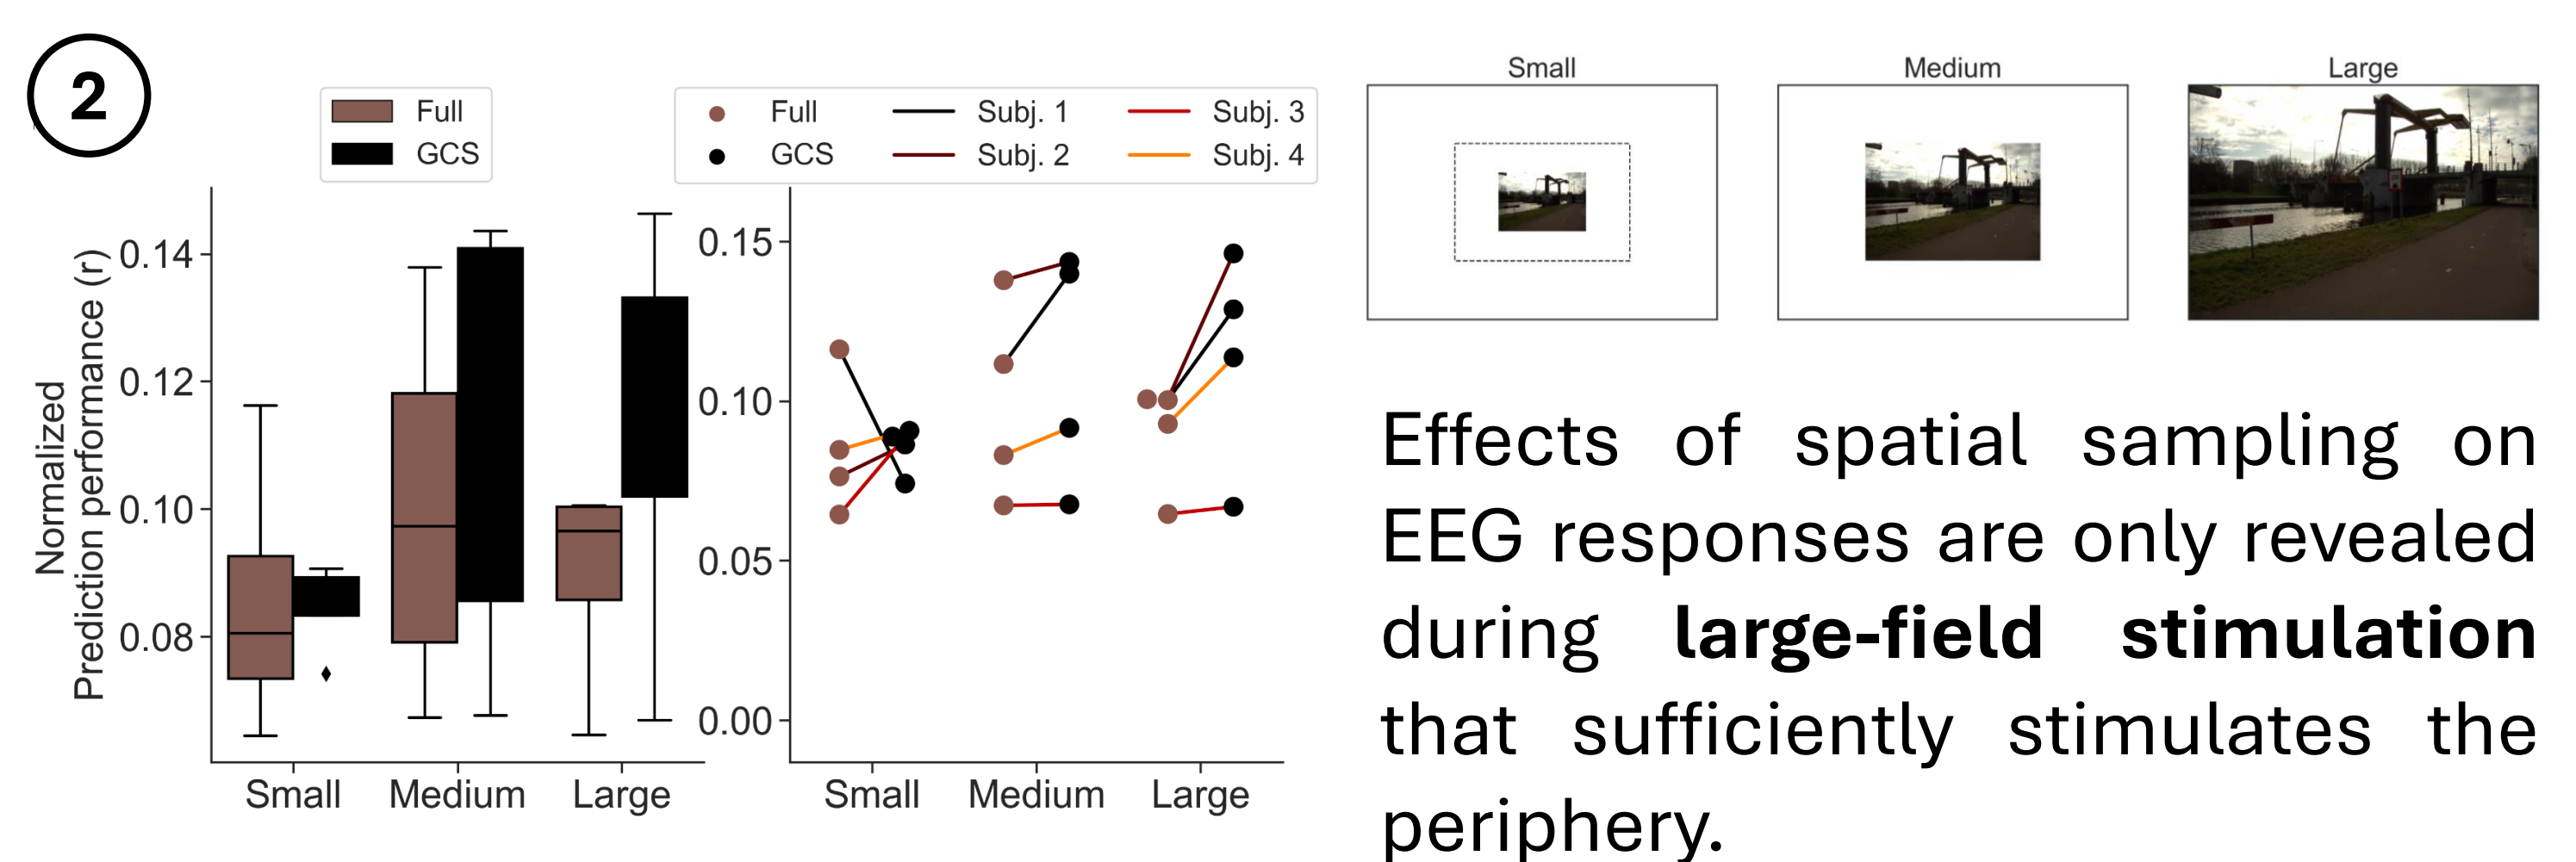 2
Full
GCS
Normalized
Prediction performance (r)
0.14
0.12
0.10
0.08
Small Medium Large
Full Subj. 1 Subj. 3
GCS Subj. 2 Subj. 4
0.15
0.10
0.05
0.00
Small Medium Large
Small Medium Large
Effects of spatial sampling on
EEG responses are only revealed
during large-field stimulation
that sufficiently stimulates the
periphery.